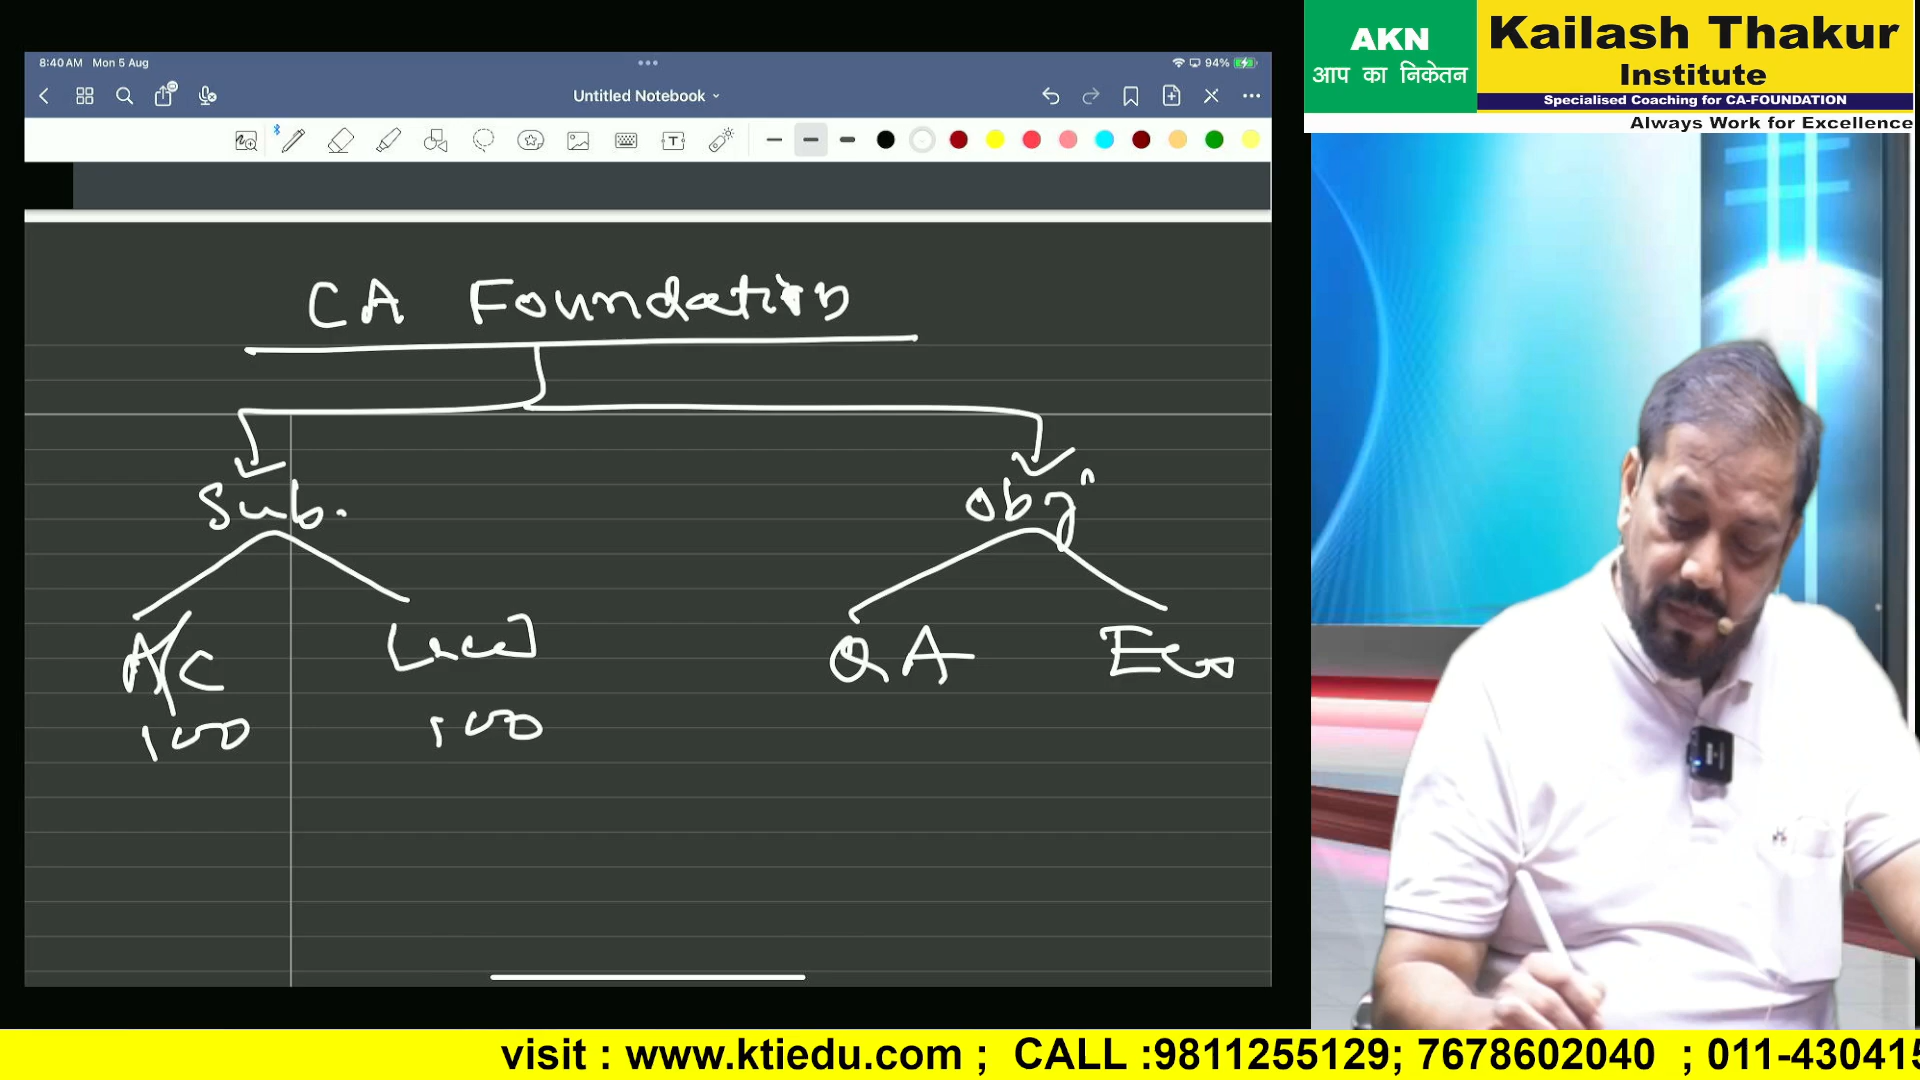 8:40 AM Mon 5 Aug
94%
Untitled Notebook
T
CA Foundation
Sub.
Obj
A/C
QA
Eco
100
100
AKN
आप का निकेतन
Kailash Thakur
Institute
Specialised Coaching for CA-FOUNDATION
Always Work for Excellence
visit : www.ktiedu.com ; CALL :9811255129; 7678602040 ; 011-430415